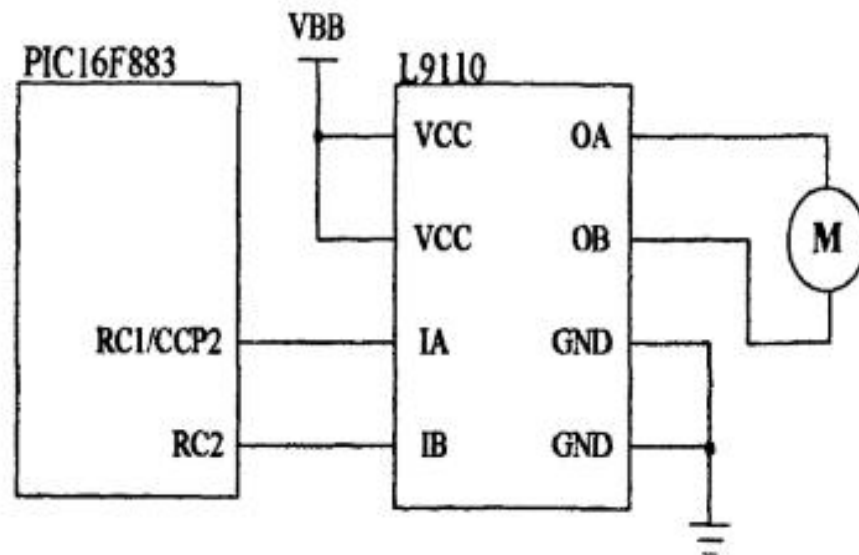 VBB
PIC16F883
L9110
VCC
OA
VCC
OB
M
RC1/CCP2
IA
GND
RC2
IB
GND